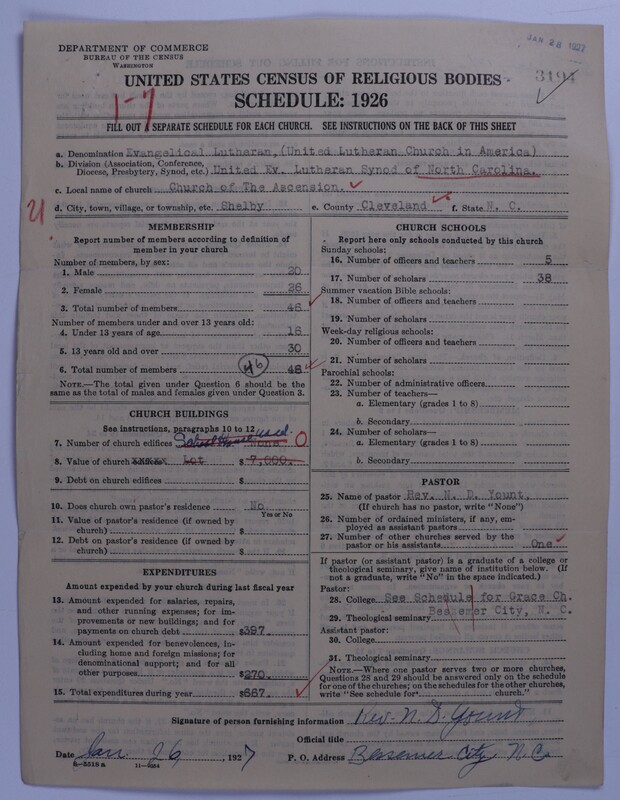 JAN 28 1927
DEPARTMENT OF COMMERCE
BUREAU OF THE CENSUS
WASHINGTON
3194
UNITED STATES CENSUS OF RELIGIOUS BODIES
SCHEDULE: 1926
1-7
FILL OUT A SEPARATE SCHEDULE FOR EACH CHURCH. SEE INSTRUCTIONS ON THE BACK OF THIS SHEET
a. Denomination Evangelical Lutheran,(United Lutheran Church in America)
b. Division (Association, Conference, Diocese, Presbytery, Synod, etc.) United Ev. Lutheran Synod of North Carolina.
c. Local name of church Church of The Ascension.
d. City, town, village, or township, etc. Shelby e. County Cleveland f. State N. C.
MEMBERSHIP
Report number of members according to definition of
member in your church
Number of members, by sex:
1. Male 20
2. Female
3. Total number of members
Number of members under and over 13 years old:
4. Under 13 years of age
5. 13 years old and over 30
6. Total number of members 46 48
NOTE.—The total given under Question 6 should be the
same as the total of males and females given under Question 3.
CHURCH BUILDINGS
See instructions, paragraphs 10 to 12
7. Number of church edifices School House used. None 0
8. Value of church Lot $ 7,000.
9. Debt on church edifices $
10. Does church own pastor's residence No
Yes or No
11. Value of pastor's residence (if owned by
church) $
12. Debt on pastor's residence (if owned by
church) $
EXPENDITURES
Amount expended by your church during last fiscal year
13. Amount expended for salaries, repairs,
and other running expenses; for im-
provements or new buildings; and for
payments on church debt $397.
14. Amount expended for benevolences, in-
cluding home and foreign missions; for
denominational support; and for all
other purposes $270.
15. Total expenditures during year $667.
CHURCH SCHOOLS
Report here only schools conducted by this church
Sunday schools:
16. Number of officers and teachers 5
17. Number of scholars 38
Summer vacation Bible schools:
18. Number of officers and teachers
19. Number of scholars
Week-day religious schools:
20. Number of officers and teachers
21. Number of scholars
Parochial schools:
22. Number of administrative officers
23. Number of teachers—
a. Elementary (grades 1 to 8)
b. Secondary
24. Number of scholars—
a. Elementary (grades 1 to 8)
b. Secondary
PASTOR
25. Name of pastor Rev. N. D. Yount,
(If church has no pastor, write "None")
26. Number of ordained ministers, if any, em-
ployed as assistant pastors
27. Number of other churches served by the
pastor or his assistants One
If pastor (or assistant pastor) is a graduate of a college or
theological seminary, give name of institution below. (If
not a graduate, write "No" in the space indicated.)
Pastor:
28. College See Schedule for Grace Ch.
Bessemer City, N. C.
29. Theological seminary
Assistant pastor:
30. College
31. Theological seminary
NOTE.—Where one pastor serves two or more churches,
Questions 28 and 29 should be answered only on the schedule
for one of the churches; on the schedules for the other churches,
write "See schedule for church."
Signature of person furnishing information Rev. N. D. Yount
Official title
Date Jan 26, 1927 P. O. Address Bessemer City N.C.
8-5518 a 11-9024